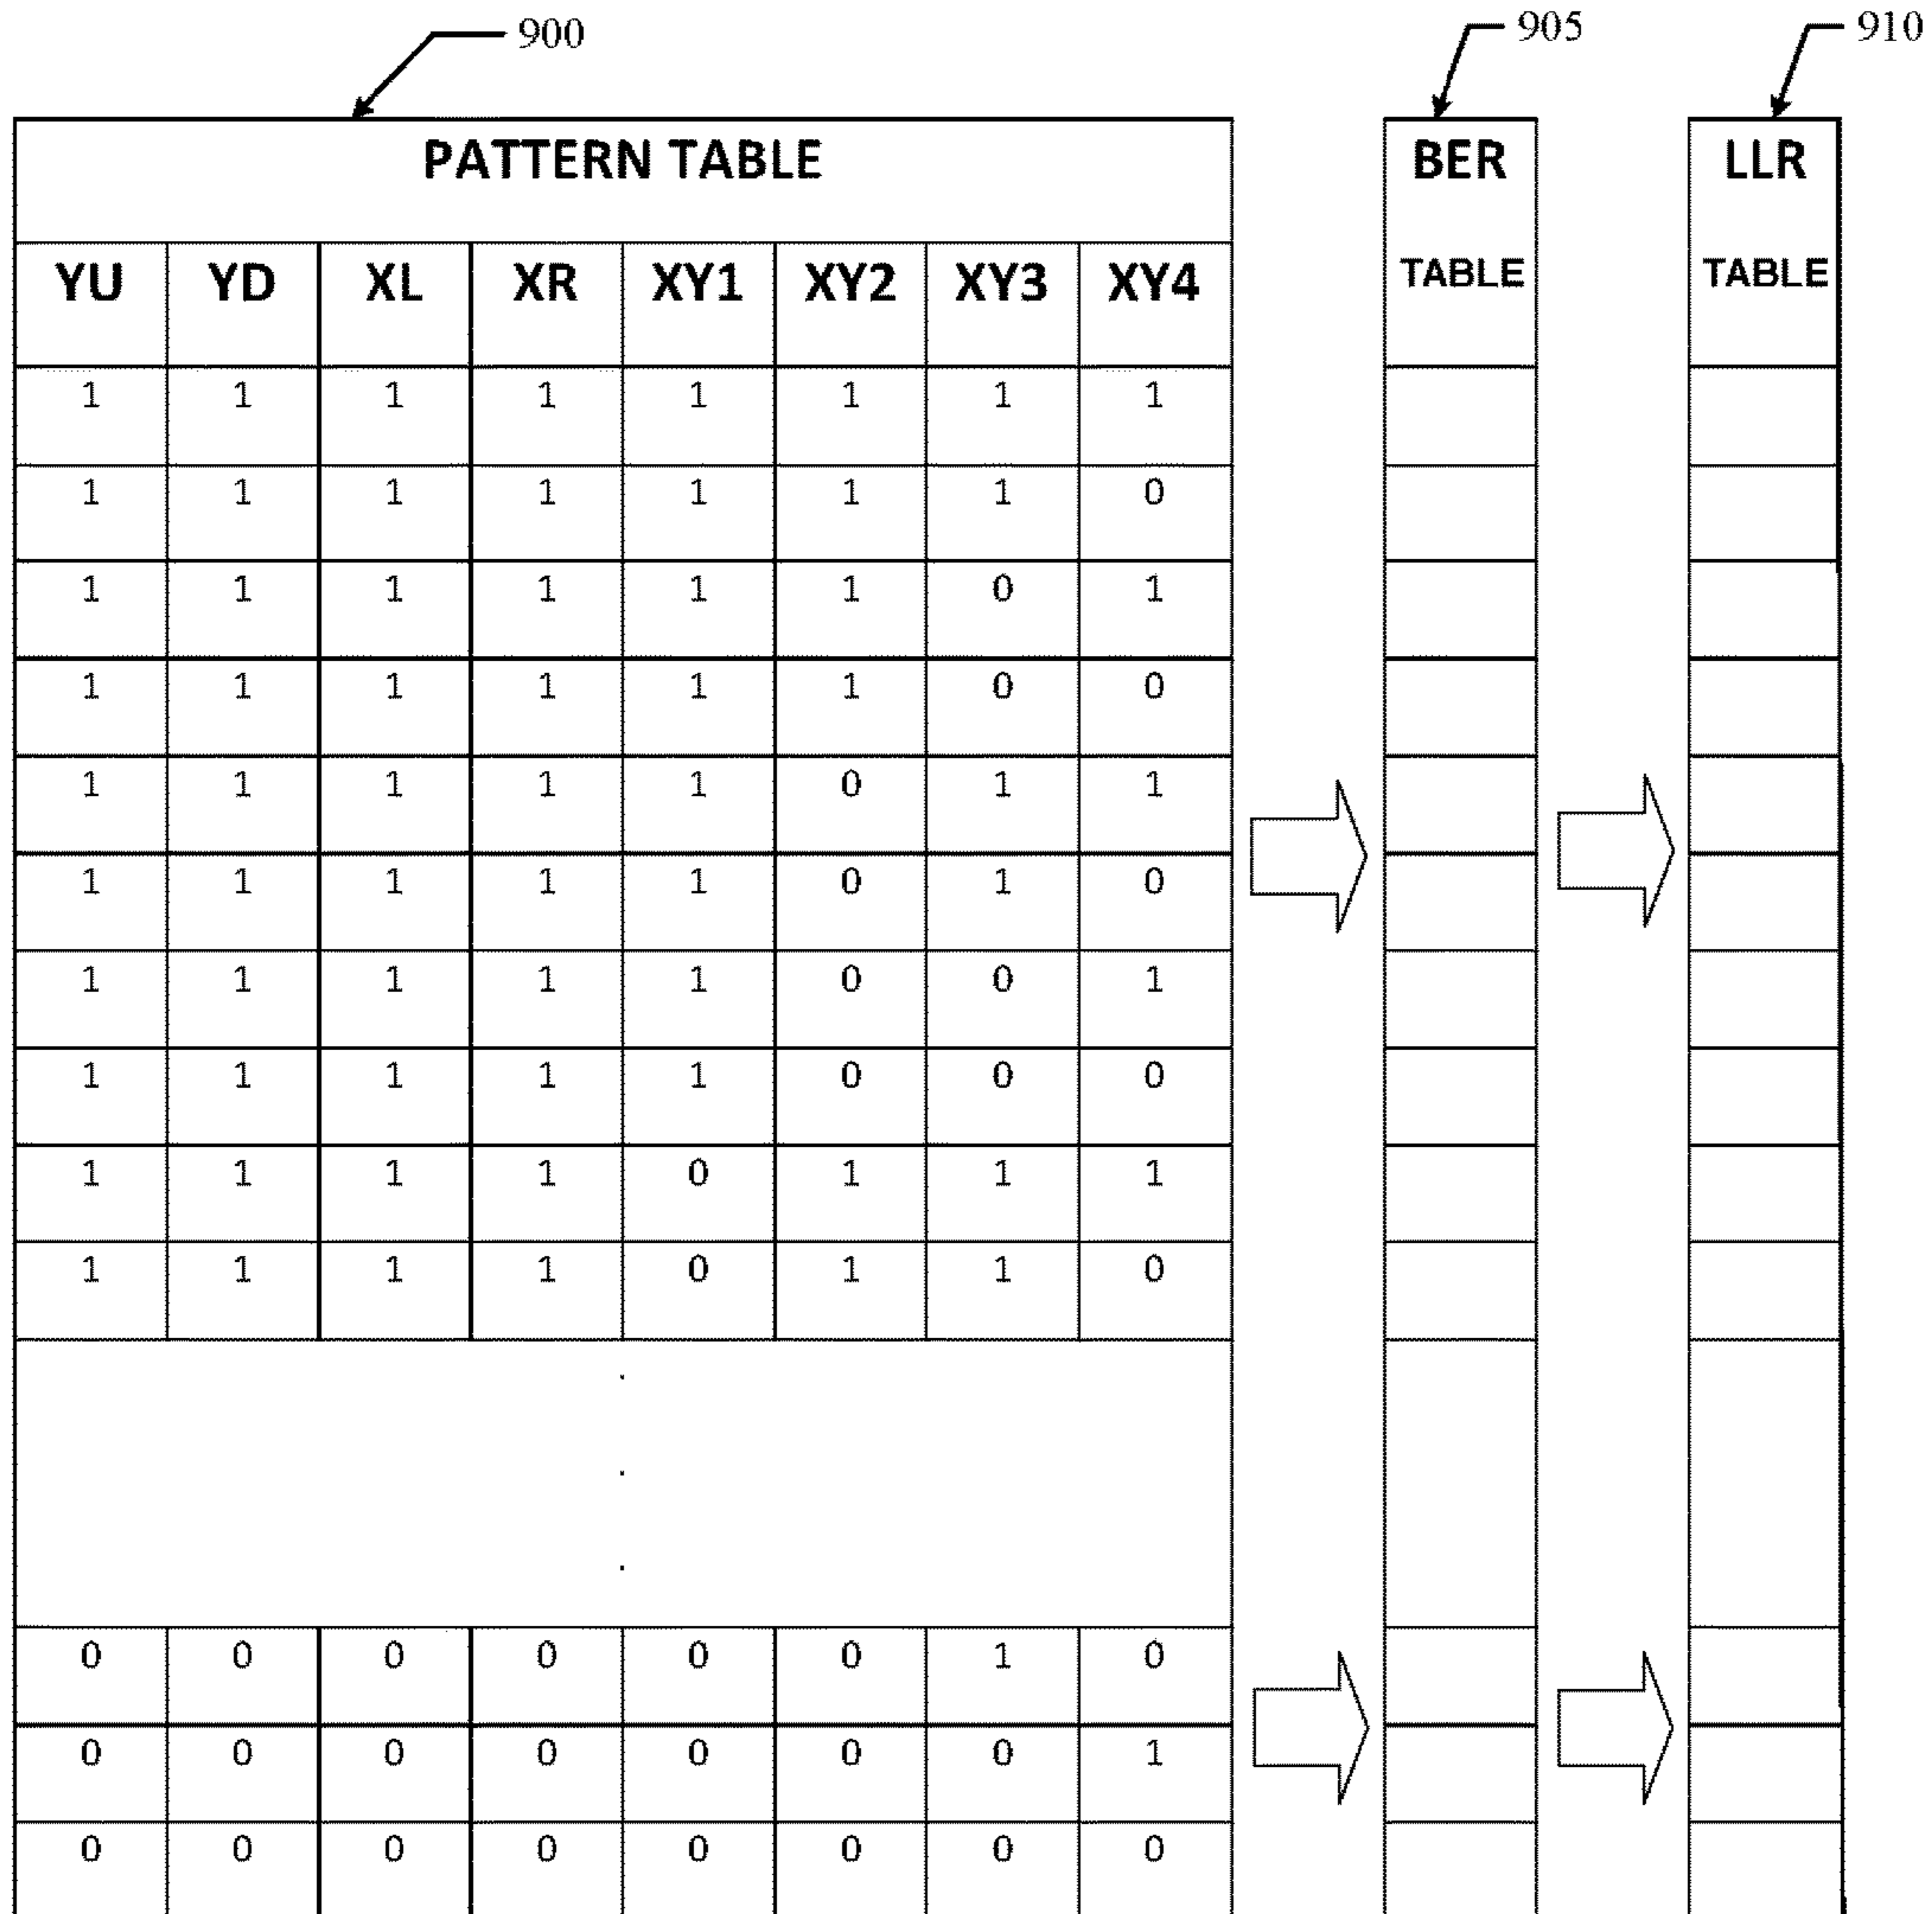 900
905
910
PATTERN TABLE
BER
TABLE
LLR
TABLE
YU YD XL XR XY1 XY2 XY3 XY4
1 1 1 1 1 1 1 1
1 1 1 1 1 1 1 0
1 1 1 1 1 1 0 1
1 1 1 1 1 1 0 0
1 1 1 1 1 0 1 1
1 1 1 1 1 0 1 0
1 1 1 1 1 0 0 1
1 1 1 1 1 0 0 0
1 1 1 1 0 1 1 1
1 1 1 1 0 1 1 0
.
.
.
0 0 0 0 0 0 1 0
0 0 0 0 0 0 0 1
0 0 0 0 0 0 0 0